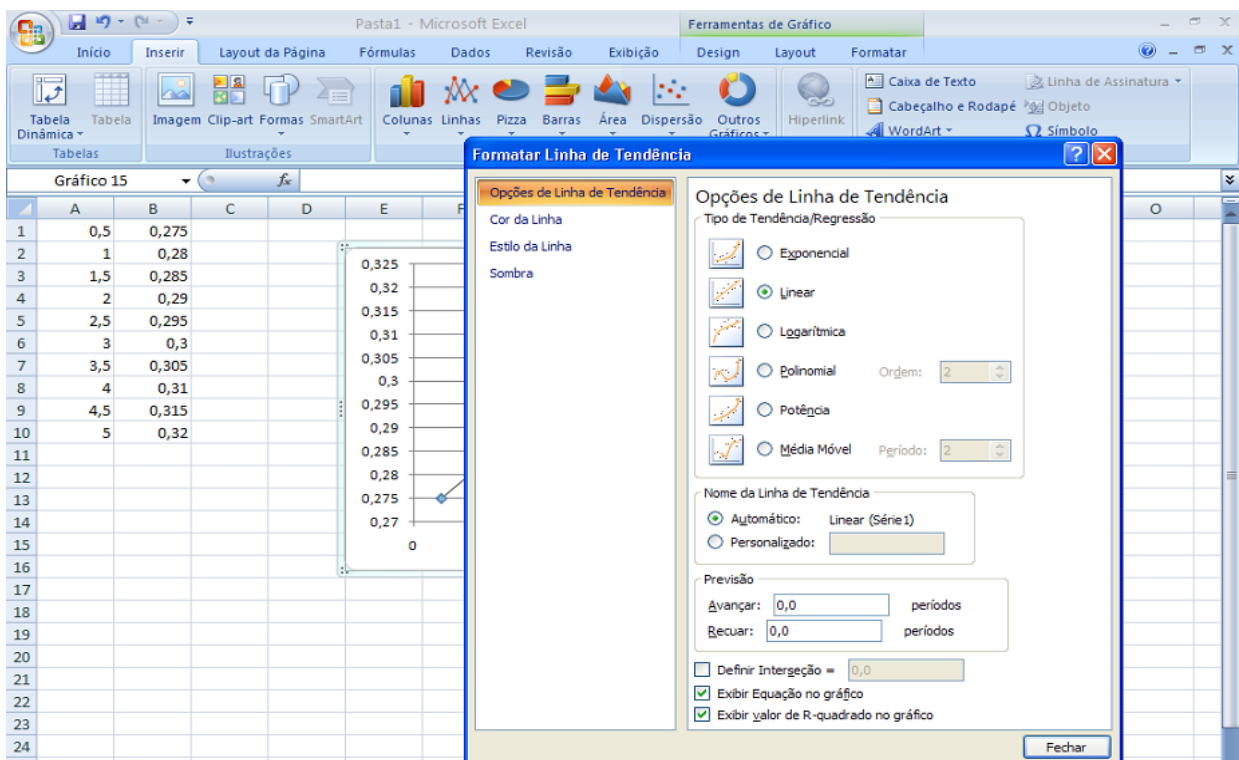 Pasta1 - Microsoft Excel
Ferramentas de Gráfico
Início Inserir Layout da Página Fórmulas Dados Revisão Exibição Design Layout Formatar
Tabela Dinâmica
Tabela
Imagem
Clip-art
Formas
SmartArt
Colunas
Linhas
Pizza
Barras
Área
Dispersão
Outros Gráficos
Hiperlink
Caixa de Texto
Cabeçalho e Rodapé
WordArt
Linha de Assinatura
Objeto
Símbolo
Tabelas
Ilustrações
Gráfico 15
fx
A B C D E F O
1 0,5 0,275
2 1 0,28
3 1,5 0,285
4 2 0,29
5 2,5 0,295
6 3 0,3
7 3,5 0,305
8 4 0,31
9 4,5 0,315
10 5 0,32
11
12
13
14
15
16
17
18
19
20
21
22
23
24
0,325
0,32
0,315
0,31
0,305
0,3
0,295
0,29
0,285
0,28
0,275
0,27
0
Formatar Linha de Tendência
Opções de Linha de Tendência
Cor da Linha
Estilo da Linha
Sombra
Opções de Linha de Tendência
Tipo de Tendência/Regressão
Exponencial
Linear
Logarítmica
Polinomial Ordem: 2
Potência
Média Móvel Período: 2
Nome da Linha de Tendência
Automático: Linear (Série1)
Personalizado:
Previsão
Avançar: 0,0 períodos
Recuar: 0,0 períodos
Definir Interseção = 0,0
Exibir Equação no gráfico
Exibir valor de R-quadrado no gráfico
Fechar